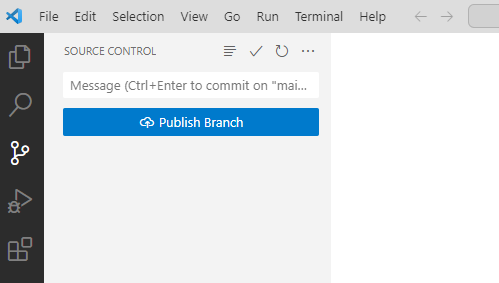 File Edit Selection View Go Run Terminal Help
SOURCE CONTROL
Message (Ctrl+Enter to commit on "mai...
Publish Branch